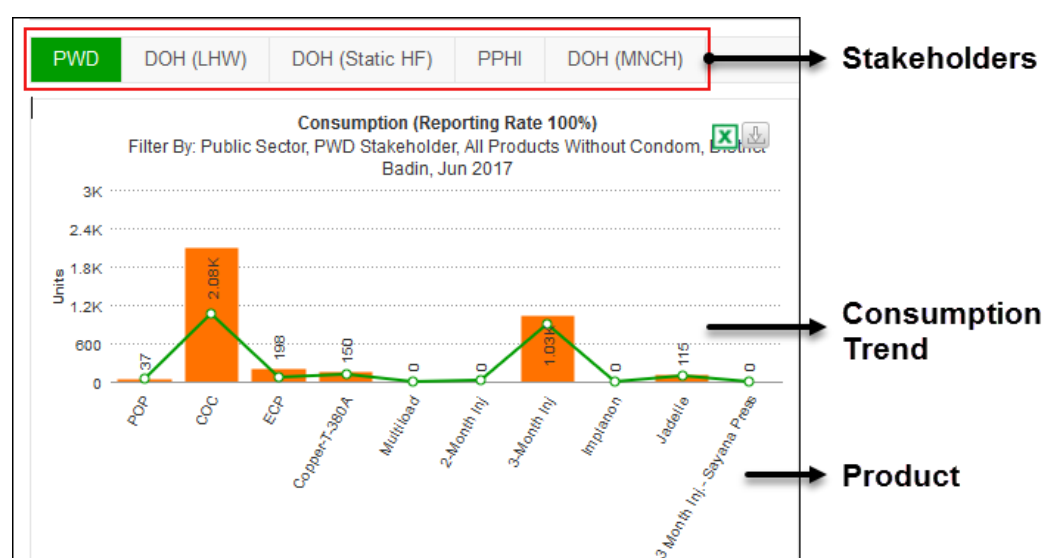 PWD DOH (LHW) DOH (Static HF) PPHI DOH (MNCH)
Stakeholders
Consumption (Reporting Rate 100%)
Filter By: Public Sector, PWD Stakeholder, All Products Without Condom, District
Badin, Jun 2017
3K
2.4K
1.8K
1.2K
600
0
Units
37
2.08K
198
150
0
0
1.03K
0
115
0
POP
COC
ECP
Copper-T-380A
Multiload
2-Month Inj
3-Month Inj
Implanon
Jadelle
3 Month Inj.- Sayana Press
Consumption
Trend
Product